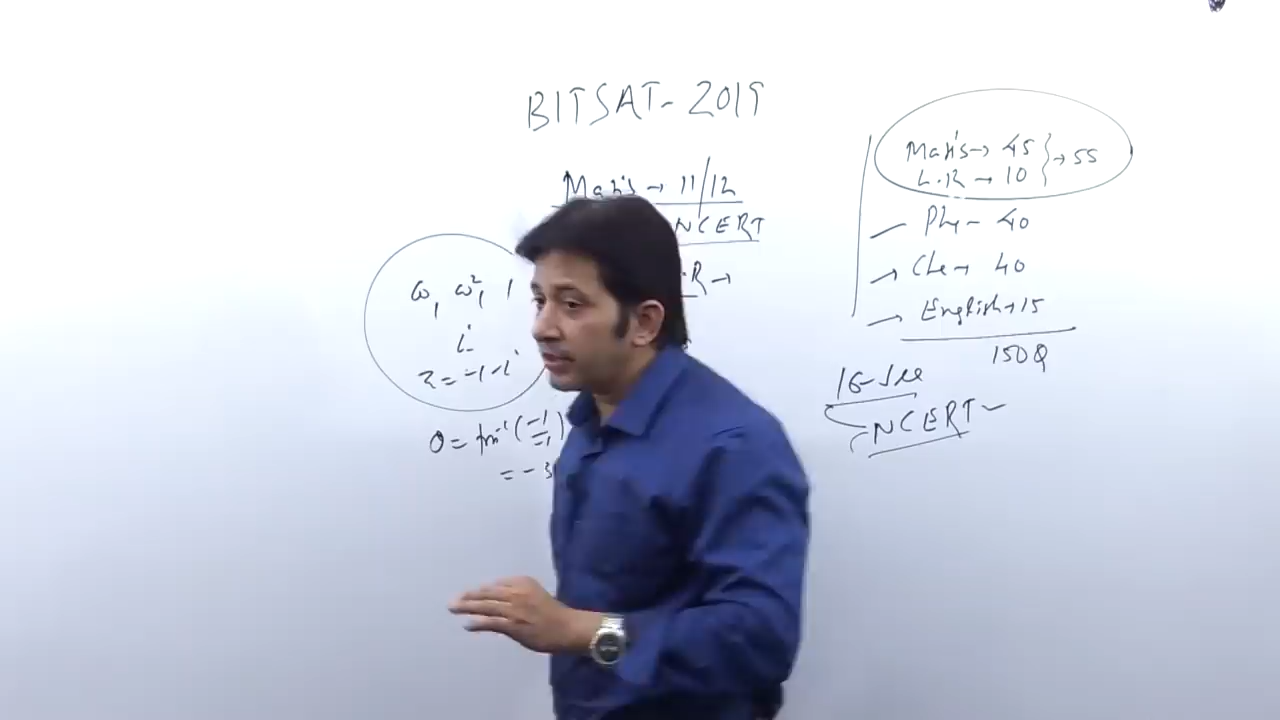 BITSAT - 2019
Maths → 11/12
NCERT
L.R →
ω, ω², 1
i
z = -1-i
θ = tan⁻¹(-1/-1)
= - 3
Maths → 45 } → 55
L.R → 10
Phy - 40
Che → 40
English → 15
150Q
NCERT -